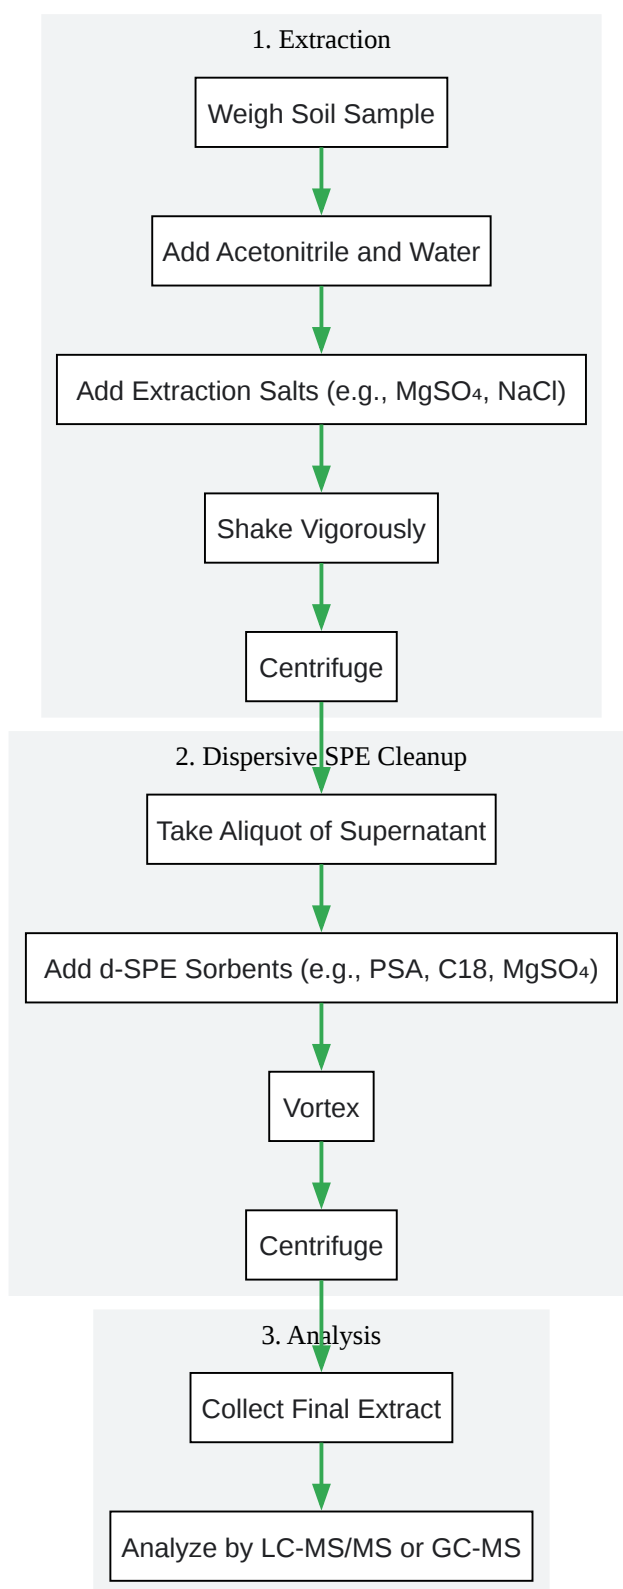 1. Extraction
Weigh Soil Sample
Add Acetonitrile and Water
Add Extraction Salts (e.g., MgSO₄, NaCl)
Shake Vigorously
Centrifuge
2. Dispersive SPE Cleanup
Take Aliquot of Supernatant
Add d-SPE Sorbents (e.g., PSA, C18, MgSO₄)
Vortex
Centrifuge
3. Analysis
Collect Final Extract
Analyze by LC-MS/MS or GC-MS